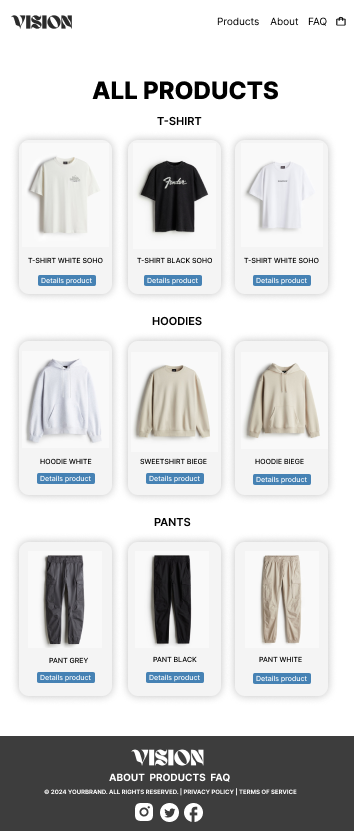 VISION
Products About FAQ
ALL PRODUCTS
T-SHIRT
Fender
T-SHIRT WHITE SOHO T-SHIRT BLACK SOHO T-SHIRT WHITE SOHO
Details product Details product Details product
HOODIES
HOODIE WHITE SWEETSHIRT BIEGE HOODIE BIEGE
Details product Details product Details product
PANTS
PANT GREY PANT BLACK PANT WHITE
Details product Details product Details product
VISION
ABOUT PRODUCTS FAQ
© 2024 YOURBRAND. ALL RIGHTS RESERVED. | PRIVACY POLICY | TERMS OF SERVICE